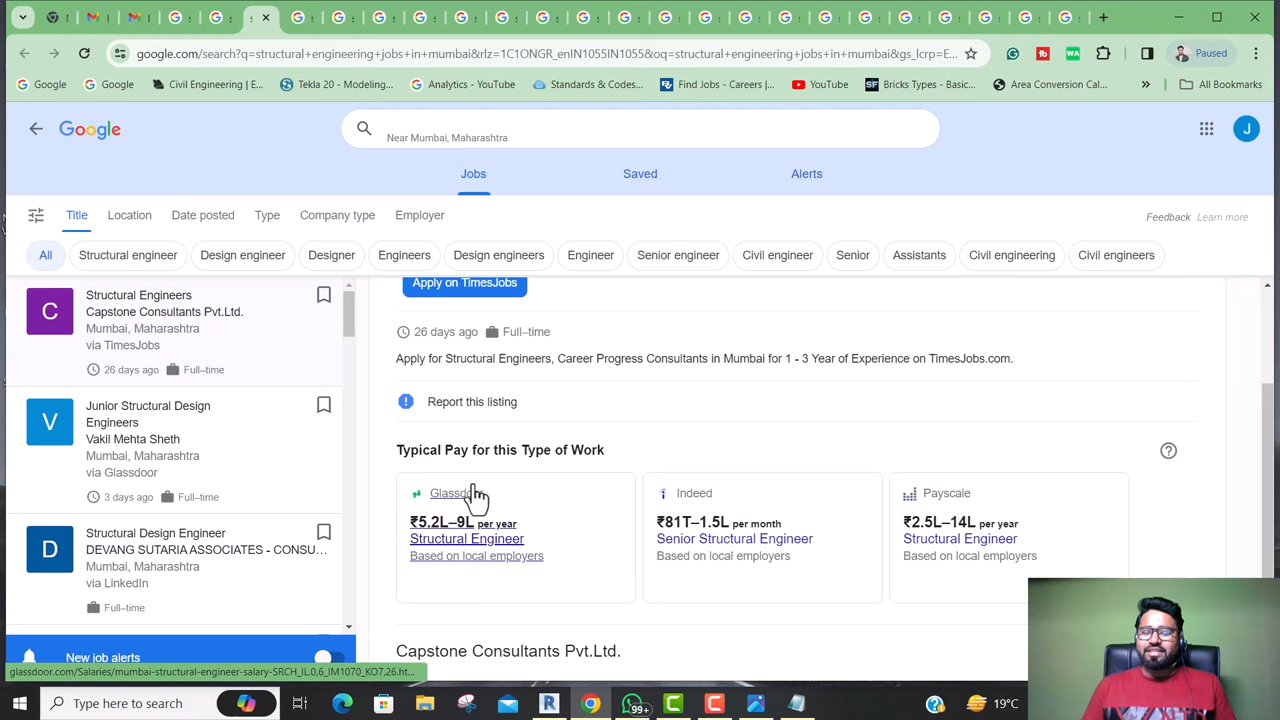 google.com/search?q=structural+engineering+jobs+in+mumbai&rlz=1C1ONGR_enIN1055IN1055&oq=structural+engineering+jobs+in+mumbai&gs_lcrp=E...
Paused
Google
Google
Civil Engineering | E...
Tekla 20 - Modeling...
Analytics - YouTube
Standards & Codes...
Find Jobs - Careers |...
YouTube
Bricks Types - Basic...
Area Conversion Cal...
»
All Bookmarks
Google
Near Mumbai, Maharashtra
J
Jobs
Saved
Alerts
Title
Location
Date posted
Type
Company type
Employer
Feedback
Learn more
All
Structural engineer
Design engineer
Designer
Engineers
Design engineers
Engineer
Senior engineer
Civil engineer
Senior
Assistants
Civil engineering
Civil engineers
C
Structural Engineers
Capstone Consultants Pvt.Ltd.
Mumbai, Maharashtra
via TimesJobs
26 days ago
Full–time
V
Junior Structural Design
Engineers
Vakil Mehta Sheth
Mumbai, Maharashtra
via Glassdoor
3 days ago
Full–time
D
Structural Design Engineer
DEVANG SUTARIA ASSOCIATES - CONSU...
Mumbai, Maharashtra
via LinkedIn
Full–time
New job alerts
Apply on TimesJobs
26 days ago
Full–time
Apply for Structural Engineers, Career Progress Consultants in Mumbai for 1 - 3 Year of Experience on TimesJobs.com.
Report this listing
Typical Pay for this Type of Work
₹5.2L–9L per year
Structural Engineer
Based on local employers
Indeed
₹81T–1.5L per month
Senior Structural Engineer
Based on local employers
Payscale
₹2.5L–14L per year
Structural Engineer
Based on local employers
Capstone Consultants Pvt.Ltd.
glassdoor.com/Salaries/mumbai-structural-engineer-salary-SRCH_IL.0,6_IM1070_KO7,26.ht...
Type here to search
99+
19°C